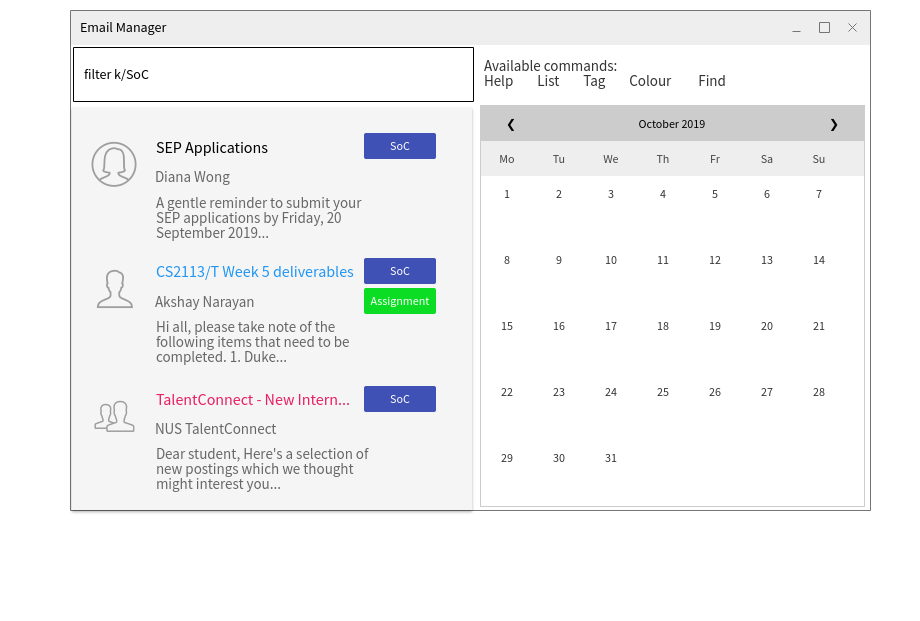 Email Manager
filter k/SoC
SEP Applications
SoC
Diana Wong
A gentle reminder to submit your
SEP applications by Friday, 20
September 2019...
CS2113/T Week 5 deliverables
SoC
Akshay Narayan
Assignment
Hi all, please take note of the
following items that need to be
completed. 1. Duke...
TalentConnect - New Intern...
SoC
NUS TalentConnect
Dear student, Here's a selection of
new postings which we thought
might interest you...
Available commands:
Help List Tag Colour Find
❮ October 2019 ❯
Mo Tu We Th Fr Sa Su
1 2 3 4 5 6 7
8 9 10 11 12 13 14
15 16 17 18 19 20 21
22 23 24 25 26 27 28
29 30 31